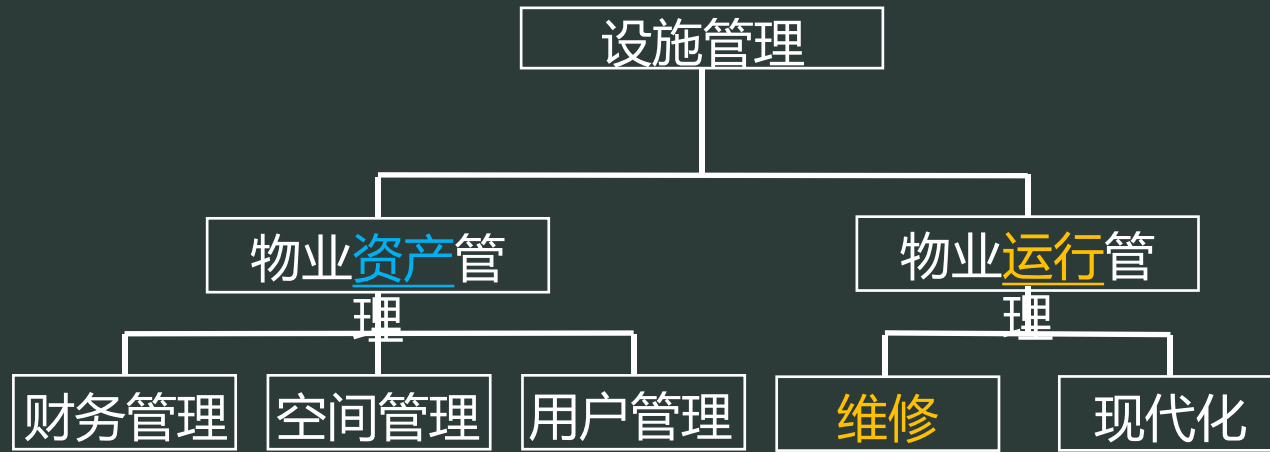 设施管理
物业资产管
理
物业运行管
理
财务管理
空间管理
用户管理
维修
现代化